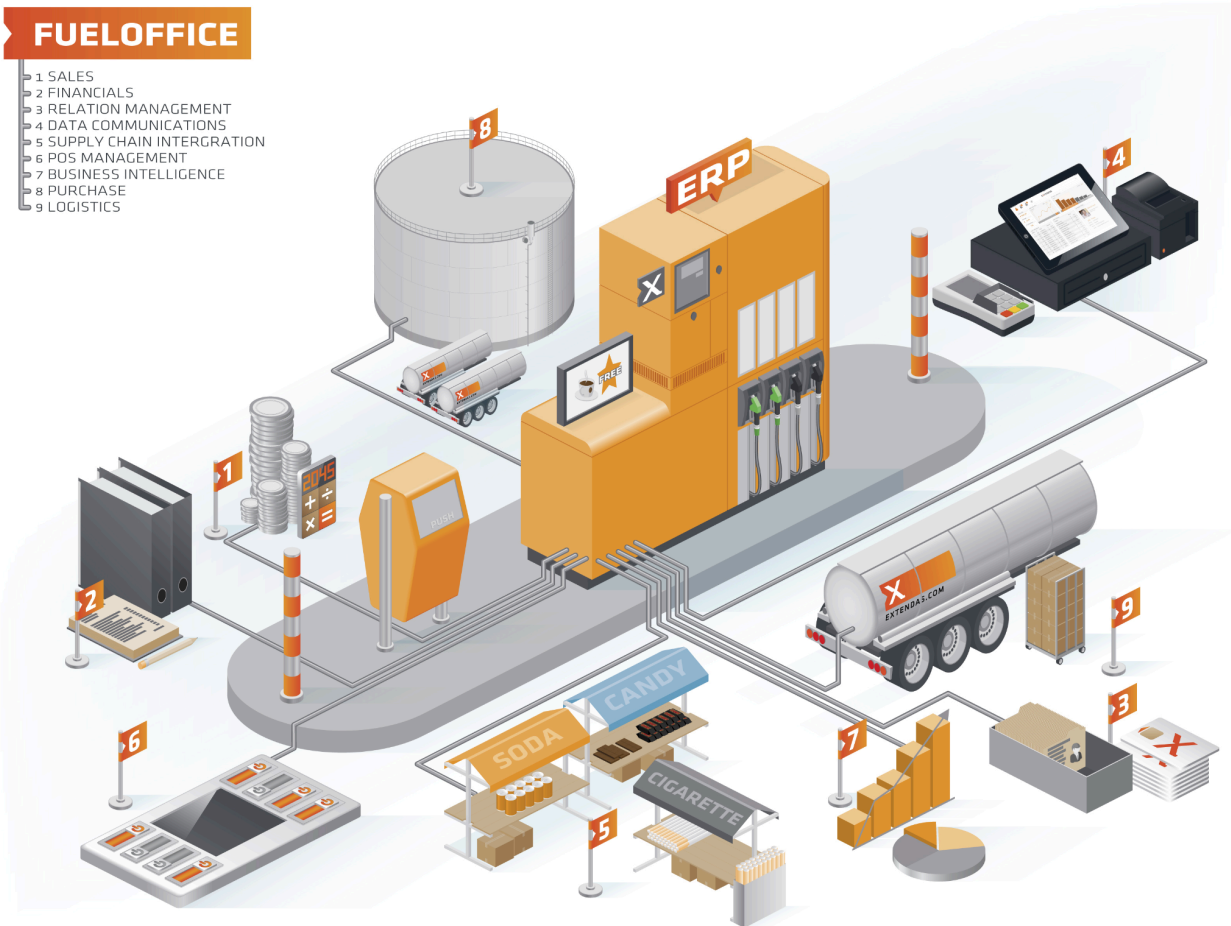 FUELOFFICE
1 SALES
2 FINANCIALS
3 RELATION MANAGEMENT
4 DATA COMMUNICATIONS
5 SUPPLY CHAIN INTERGRATION
6 POS MANAGEMENT
7 BUSINESS INTELLIGENCE
8 PURCHASE
9 LOGISTICS
8
ERP
4
X
FREE
X
X
1
2045
+ ÷
x =
PUSH
2
X
EXTENDAS.COM
9
6
SODA
CANDY
CIGARETTE
5
7
3
X